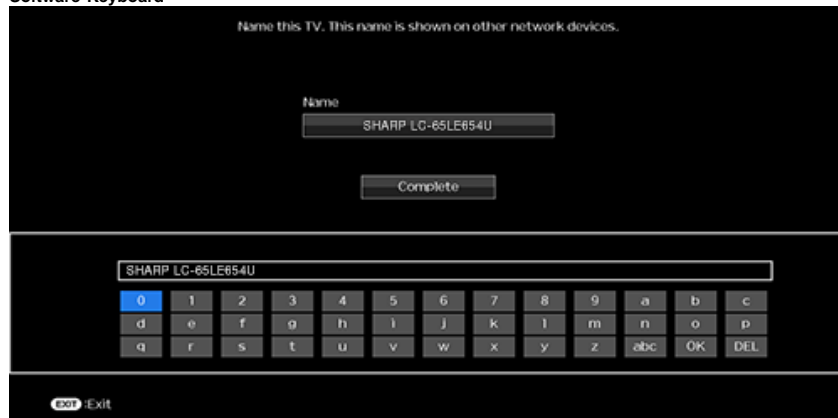 Software Keyboard
Name this TV. This name is shown on other network devices.
Name
SHARP LC-65LE654U
Complete
SHARP LC-65LE654U
0 1 2 3 4 5 6 7 8 9 a b c
d e f g h i j k l m n o p
q r s t u v w x y z abc OK DEL
EXIT :Exit